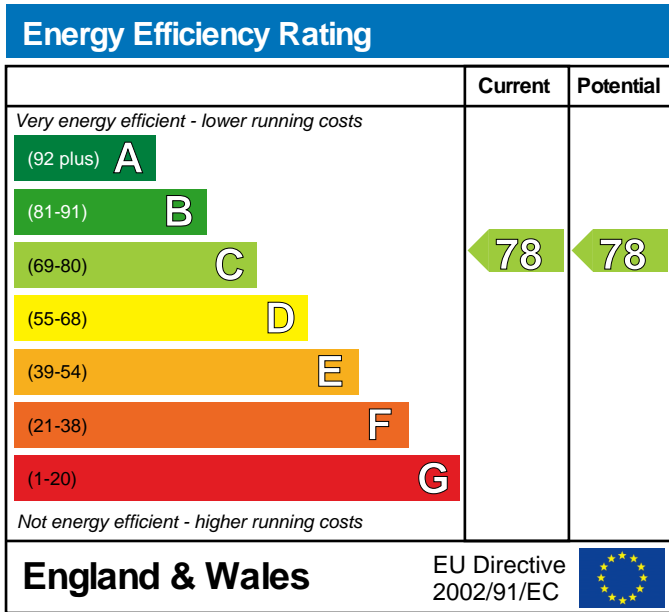 Energy Efficiency Rating
Current Potential
Very energy efficient - lower running costs
(92 plus) A
(81-91) B
(69-80) C
78 78
(55-68) D
(39-54) E
(21-38) F
(1-20) G
Not energy efficient - higher running costs
England & Wales
EU Directive
2002/91/EC